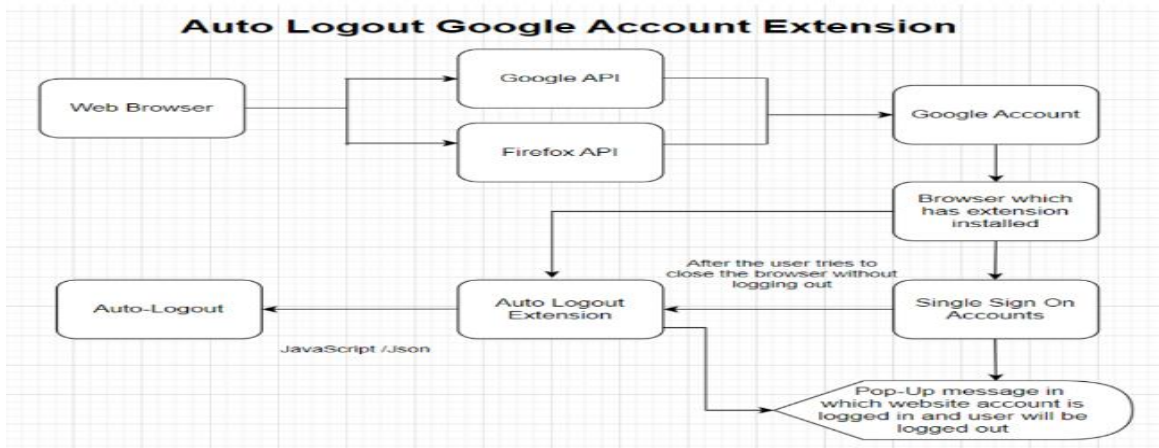 Auto Logout Google Account Extension
Google API
Web Browser
Google Account
Firefox API
Browser which
has extension
installed
After the user tries to
close the browser without
logging out
Auto-Logout
Auto Logout
Extension
Single Sign On
Accounts
JavaScript /Json
Pop-Up message in
which website account is
logged in and user will be
logged out